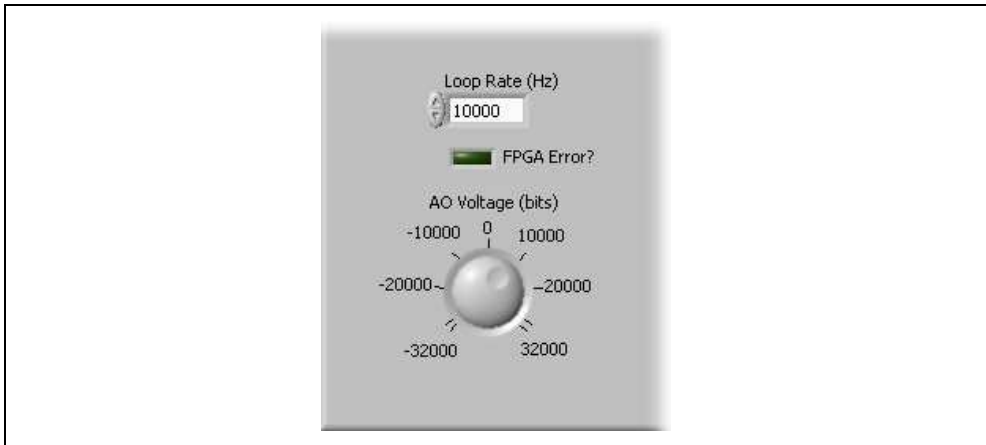 Loop Rate (Hz)
10000
FPGA Error?
AO Voltage (bits)
-10000 0 10000
-20000 20000
-32000 32000